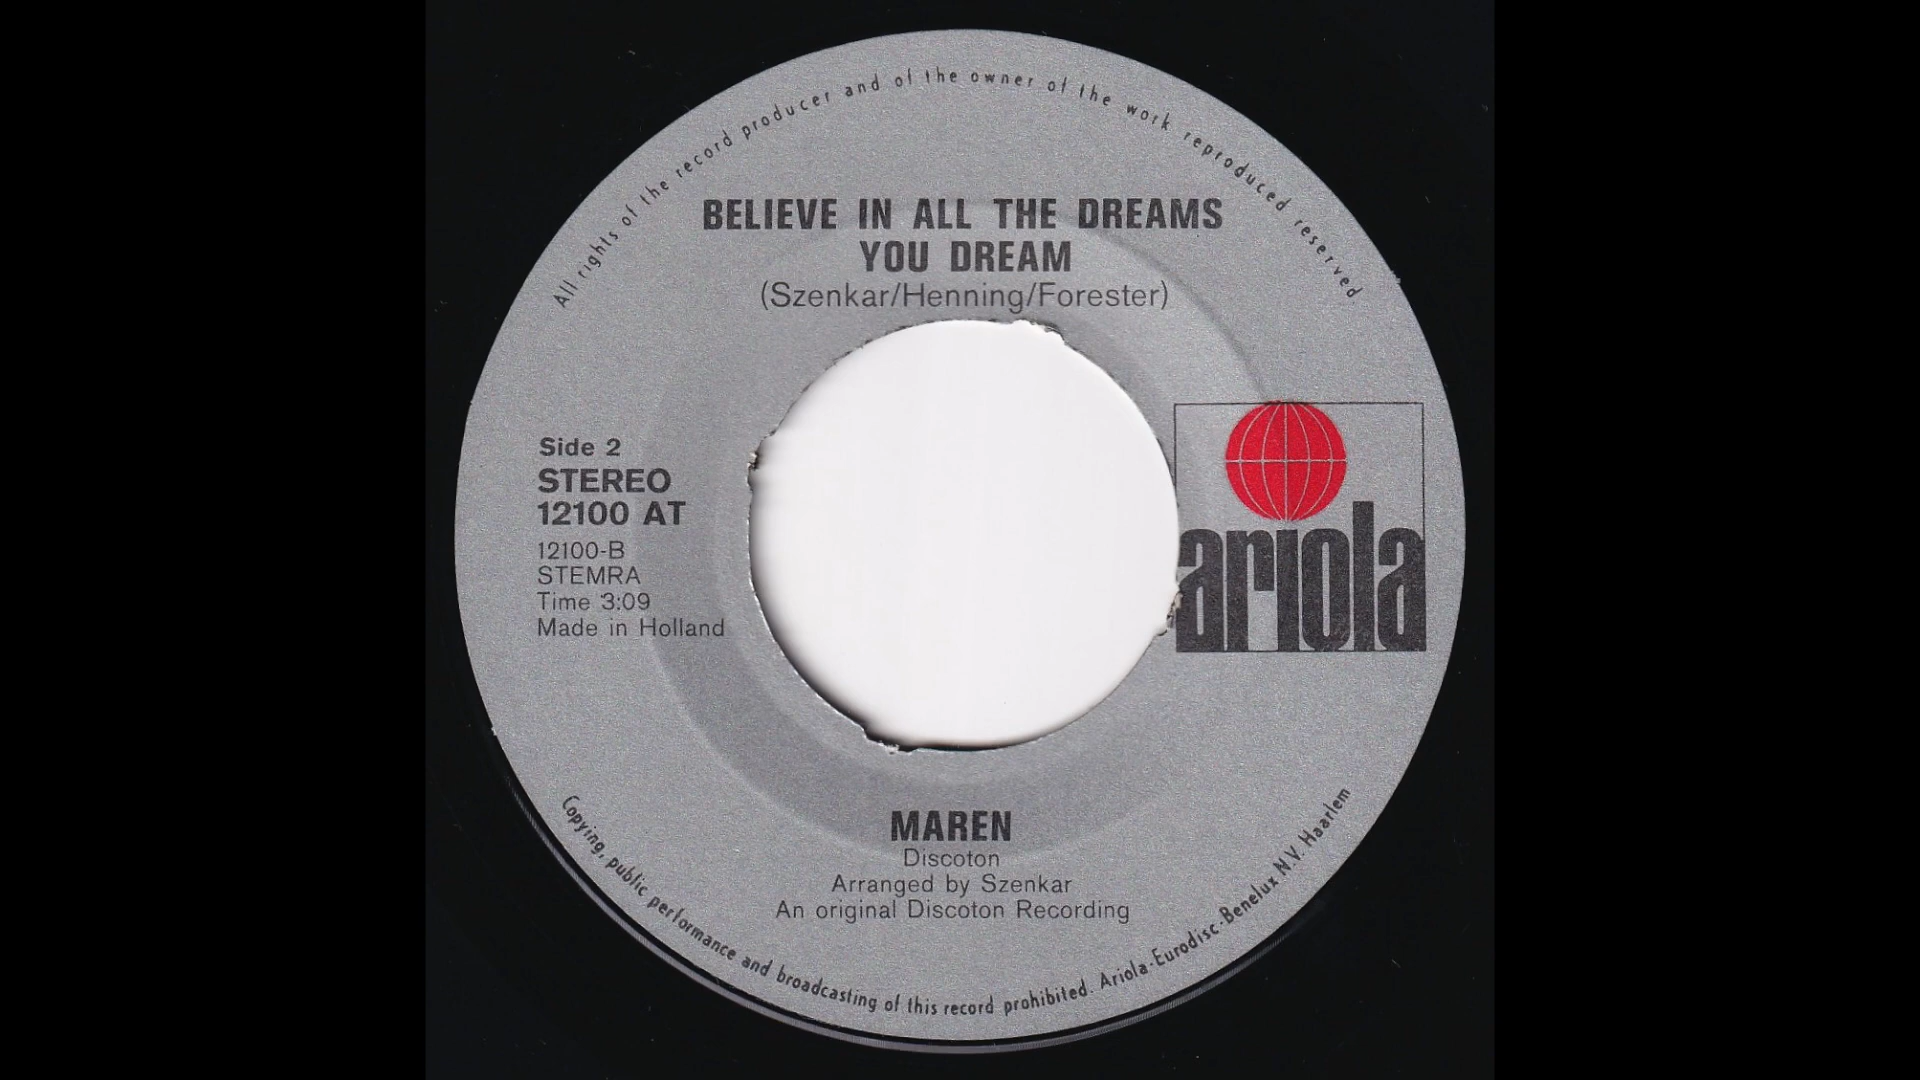 All rights of the record producer and of the owner of the work reproduced reserved
BELIEVE IN ALL THE DREAMS
YOU DREAM
(Szenkar/Henning/Forester)
Side 2
STEREO
12100 AT
12100-B
STEMRA
Time 3:09
Made in Holland
ariola
MAREN
Discoton
Arranged by Szenkar
An original Discoton Recording
Copying, public performance and broadcasting of this record prohibited. Ariola-Eurodisc-Benelux N.V. Haarlem